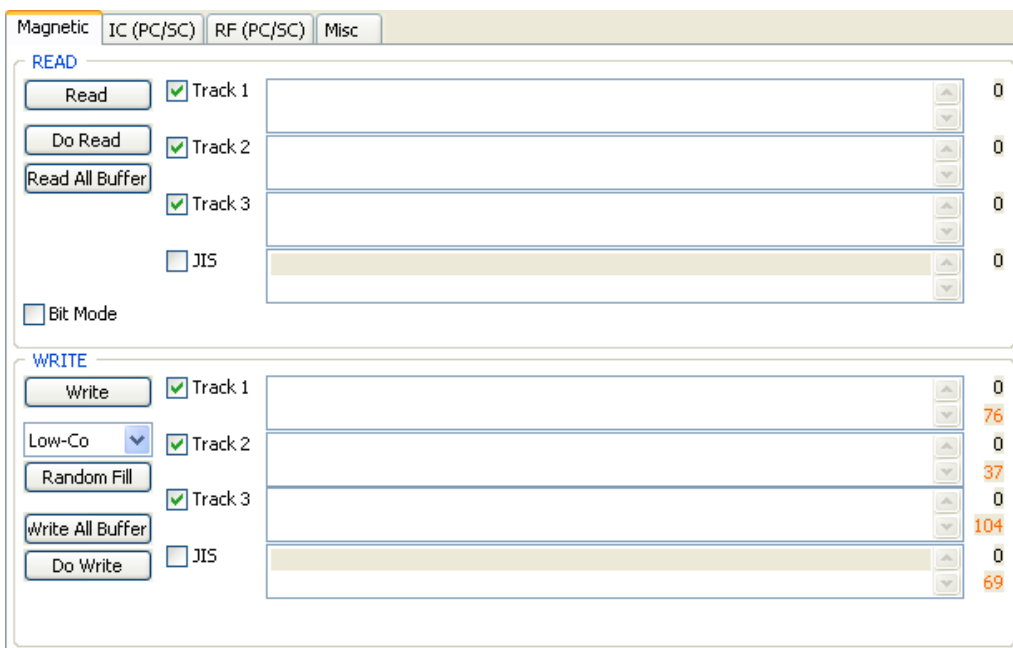 Magnetic IC (PC/SC) RF (PC/SC) Misc
READ
Read Track 1 0
Do Read Track 2 0
Read All Buffer
Track 3 0
JIS 0
Bit Mode
WRITE
Write Track 1 0
76
Low-Co Track 2 0
Random Fill 37
Track 3 0
Write All Buffer 104
Do Write JIS 0
69